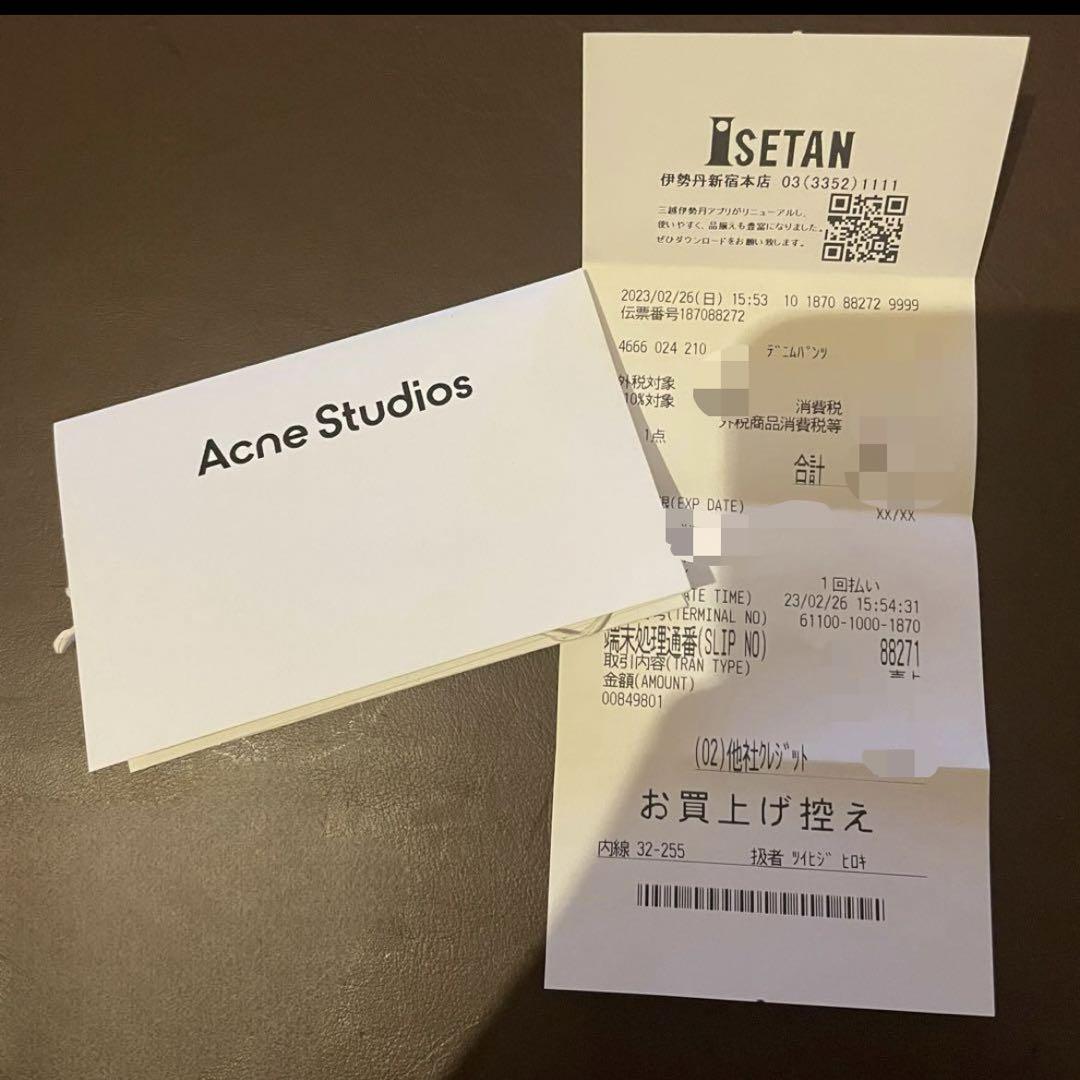 Acne Studios
ISETAN
伊勢丹新宿本店 03(3352)1111
三越伊勢丹アプリがリニューアルし、
使いやすく、品揃えも豊富になりました。
ぜひダウンロードをお願い致します。
2023/02/26(日) 15:53 10 1870 88272 9999
伝票番号187088272
4666 024 210 ﾃﾞﾆﾑﾊﾟﾝﾂ
外税対象
10%対象 消費税
外税商品消費税等
1点
合計
限(EXP DATE) XX/XX
1回払い
ATE TIME) 23/02/26 15:54:31
(TERMINAL NO) 61100-1000-1870
端末処理通番(SLIP NO) 88271
取引内容(TRAN TYPE) 売上
金額(AMOUNT)
00849801
(02)他社ｸﾚｼﾞｯﾄ
お買上げ控え
内線 32-255 扱者 ﾂｲﾋｼﾞ ﾋﾛｷ